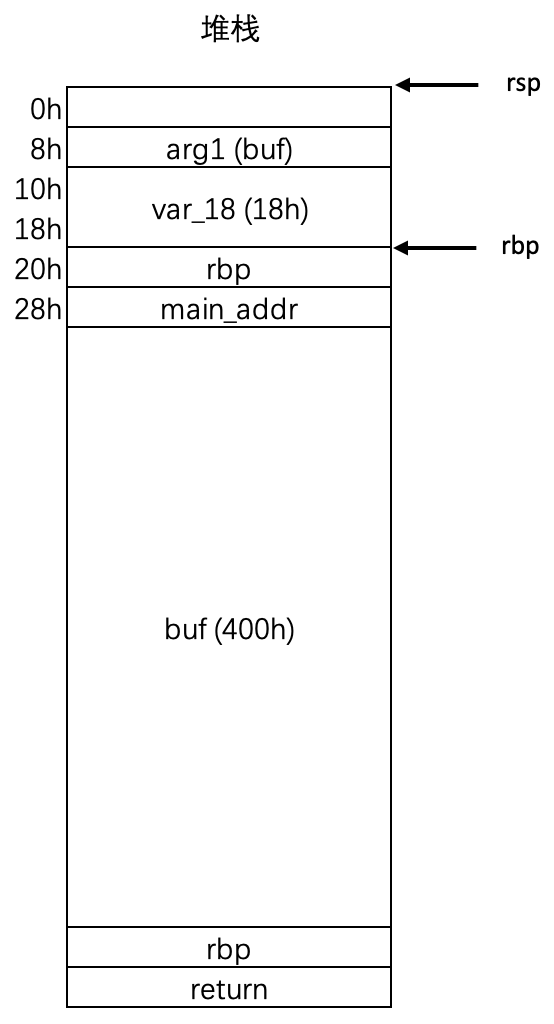 堆栈
rsp
0h
8h arg1 (buf)
10h
var_18 (18h)
18h
rbp
20h rbp
28h main_addr
buf (400h)
rbp
return